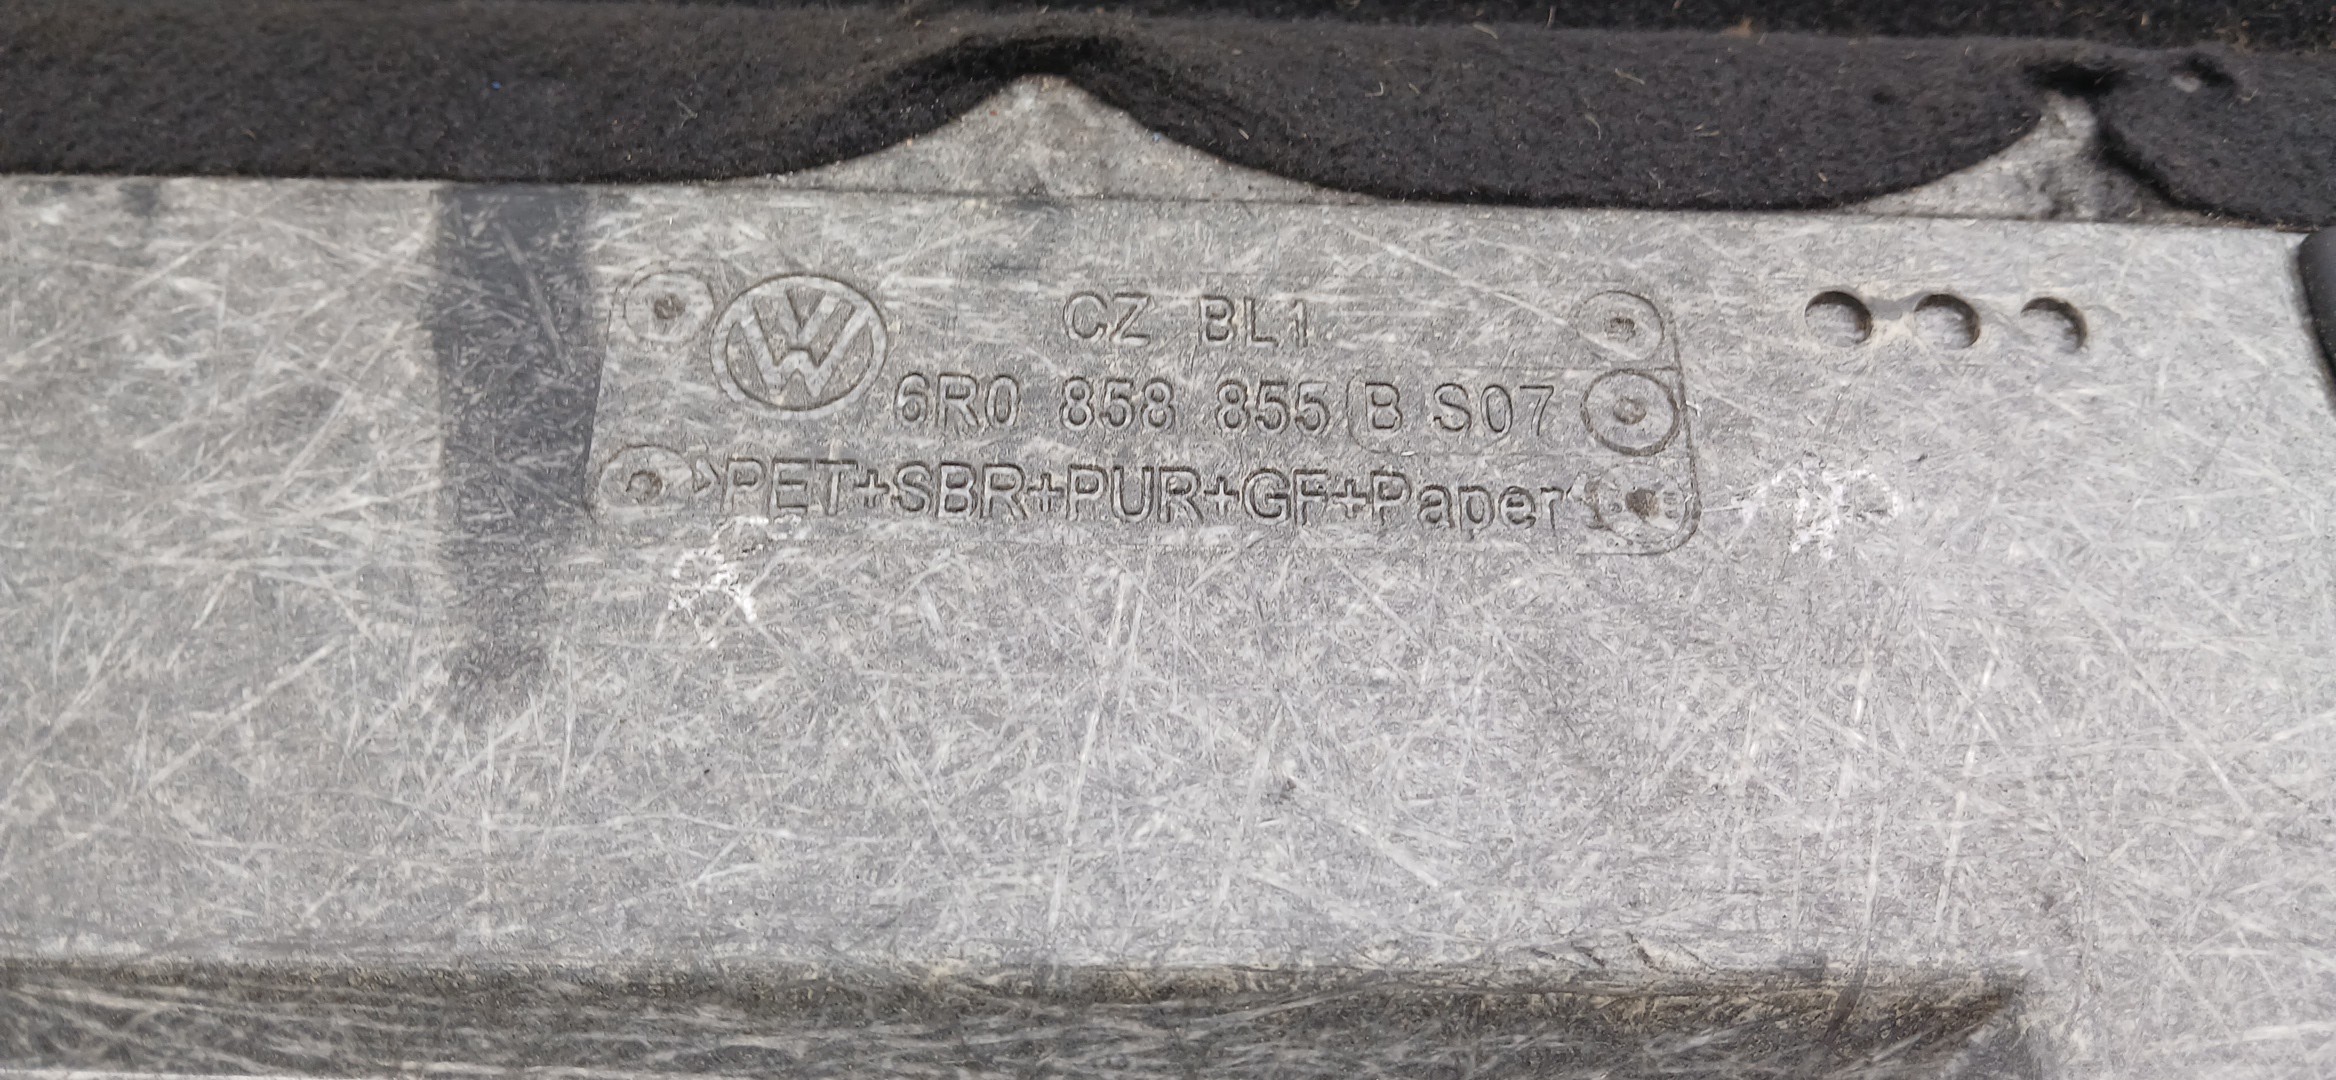 CZ BL1
6R0 858 855 B S07
>PET+SBR+PUR+GF+Paper<